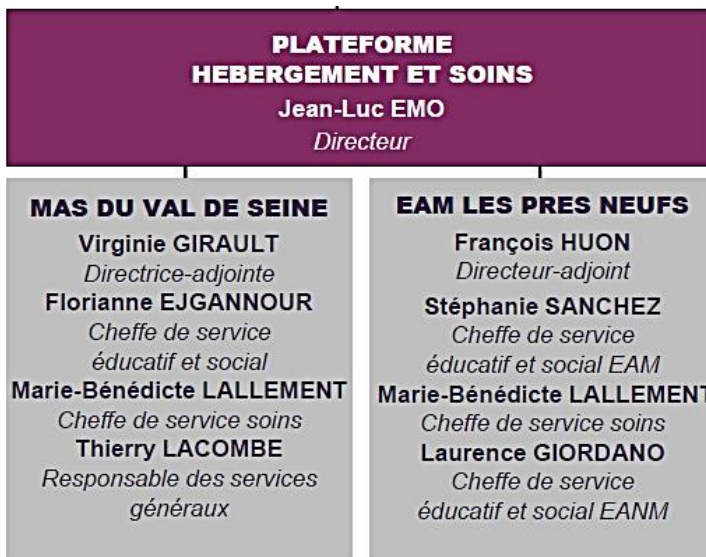 PLATEFORME
HEBERGEMENT ET SOINS
Jean-Luc EMO
Directeur
MAS DU VAL DE SEINE
Virginie GIRAULT
Directrice-adjointe
Florianne EJGANNOUR
Cheffe de service
éducatif et social
Marie-Bénédicte LALLEMENT
Cheffe de service soins
Thierry LACOMBE
Responsable des services
généraux
EAM LES PRES NEUFS
François HUON
Directeur-adjoint
Stéphanie SANCHEZ
Cheffe de service
éducatif et social EAM
Marie-Bénédicte LALLEMENT
Cheffe de service soins
Laurence GIORDANO
Cheffe de service
éducatif et social EANM